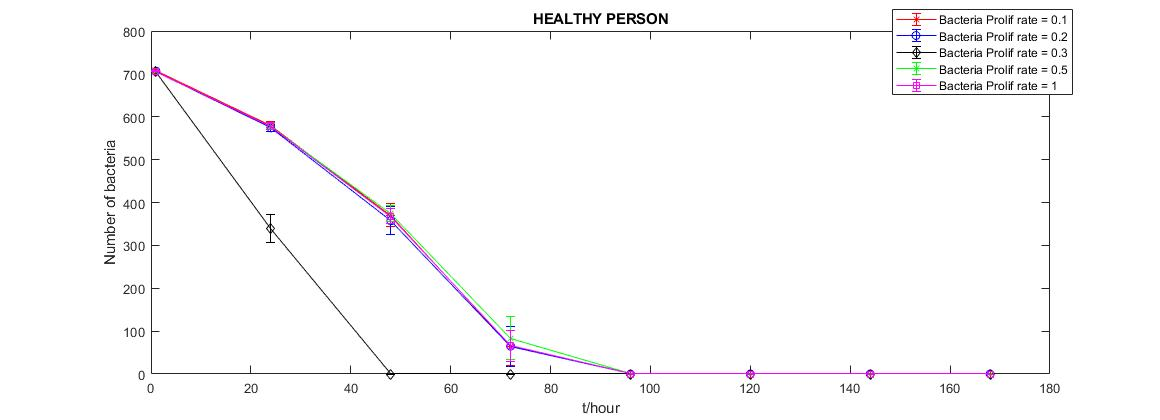 HEALTHY PERSON
Bacteria Prolif rate = 0.1
Bacteria Prolif rate = 0.2
Bacteria Prolif rate = 0.3
Bacteria Prolif rate = 0.5
Bacteria Prolif rate = 1
Number of bacteria
800
700
600
500
400
300
200
100
0
0 20 40 60 80 100 120 140 160 180
t/hour